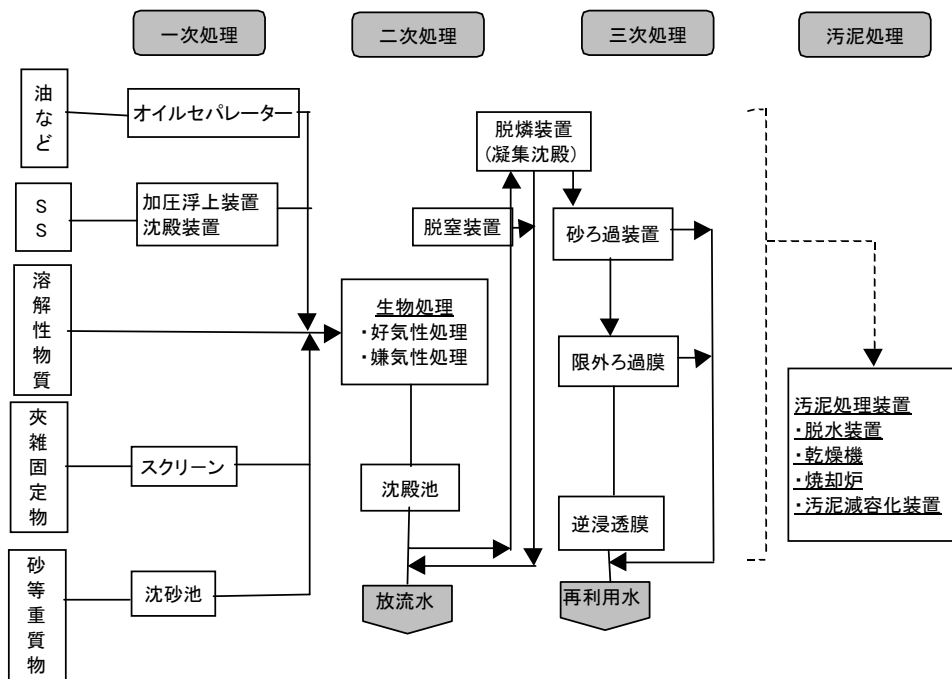 一次処理
二次処理
三次処理
汚泥処理
油など
オイルセパレーター
SS
加圧浮上装置
沈殿装置
溶解性物質
夾雑固定物
スクリーン
砂等重質物
沈砂池
生物処理
・好気性処理
・嫌気性処理
沈殿池
放流水
脱燐装置
(凝集沈殿)
脱窒装置
砂ろ過装置
限外ろ過膜
逆浸透膜
再利用水
汚泥処理装置
・脱水装置
・乾燥機
・焼却炉
・汚泥減容化装置